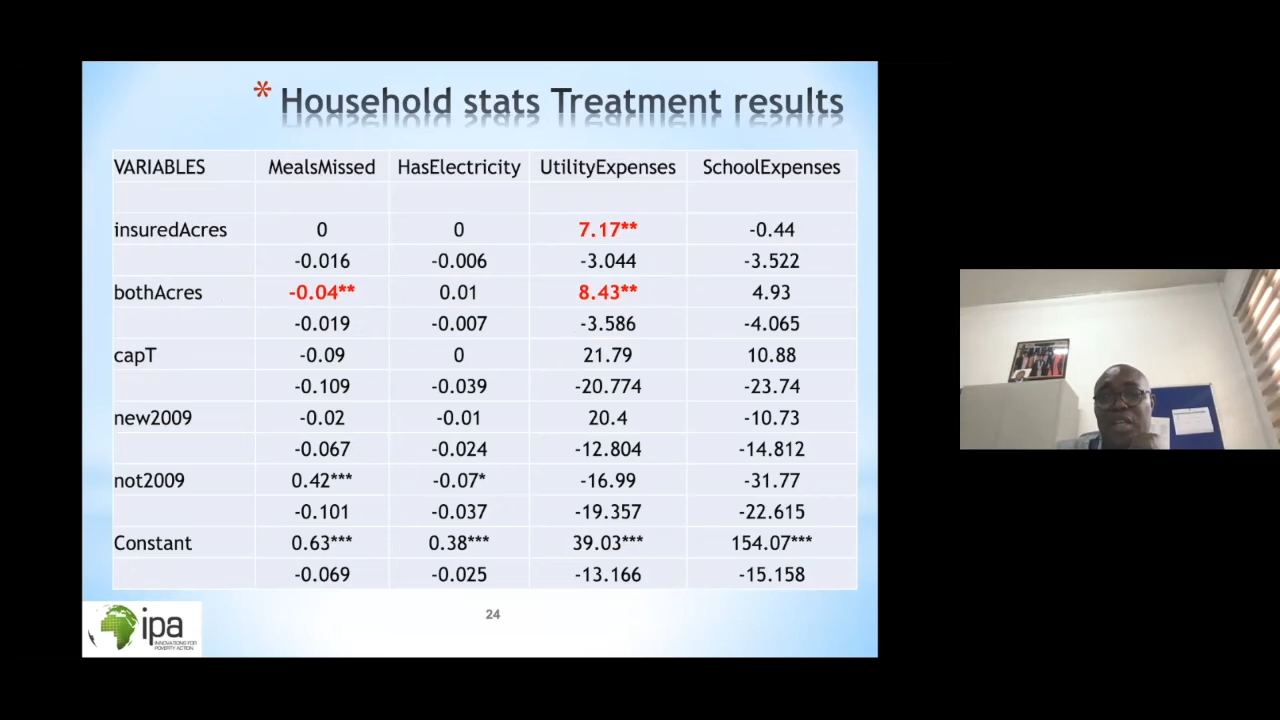 * Household stats Treatment results
VARIABLES MealsMissed HasElectricity UtilityExpenses SchoolExpenses
insuredAcres 0 0 7.17** -0.44
-0.016 -0.006 -3.044 -3.522
bothAcres -0.04** 0.01 8.43** 4.93
-0.019 -0.007 -3.586 -4.065
capT -0.09 0 21.79 10.88
-0.109 -0.039 -20.774 -23.74
new2009 -0.02 -0.01 20.4 -10.73
-0.067 -0.024 -12.804 -14.812
not2009 0.42*** -0.07* -16.99 -31.77
-0.101 -0.037 -19.357 -22.615
Constant 0.63*** 0.38*** 39.03*** 154.07***
-0.069 -0.025 -13.166 -15.158
24
ipa
INNOVATIONS FOR
POVERTY ACTION